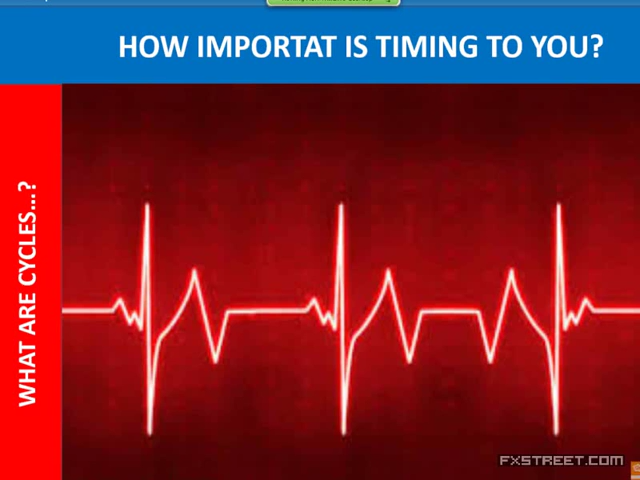 HOW IMPORTAT IS TIMING TO YOU?
WHAT ARE CYCLES...?
FXSTREET.COM